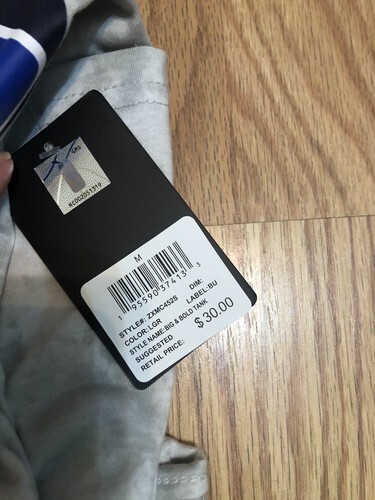 NC002051319
M
1 95590 37413 3
STYLE#: ZXMC452S DIM:
COLOR: LGR LABEL:BU
STYLE NAME:BIG & BOLD TANK
SUGGESTED
RETAIL PRICE: $30.00